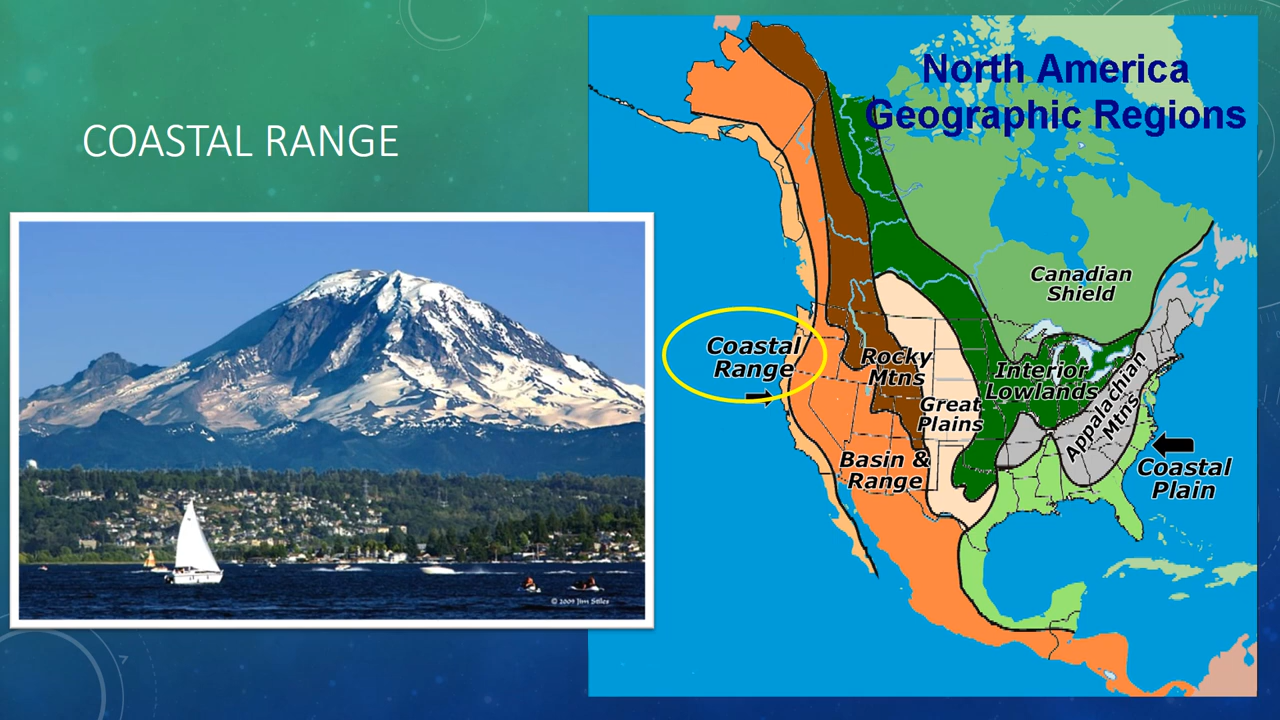 COASTAL RANGE
© 2009 Jim Stiles
North America
Geographic Regions
Canadian
Shield
Coastal
Range
Rocky
Mtns
Interior
Lowlands
Great
Plains
Appalachian
Mtns
Basin &
Range
Coastal
Plain